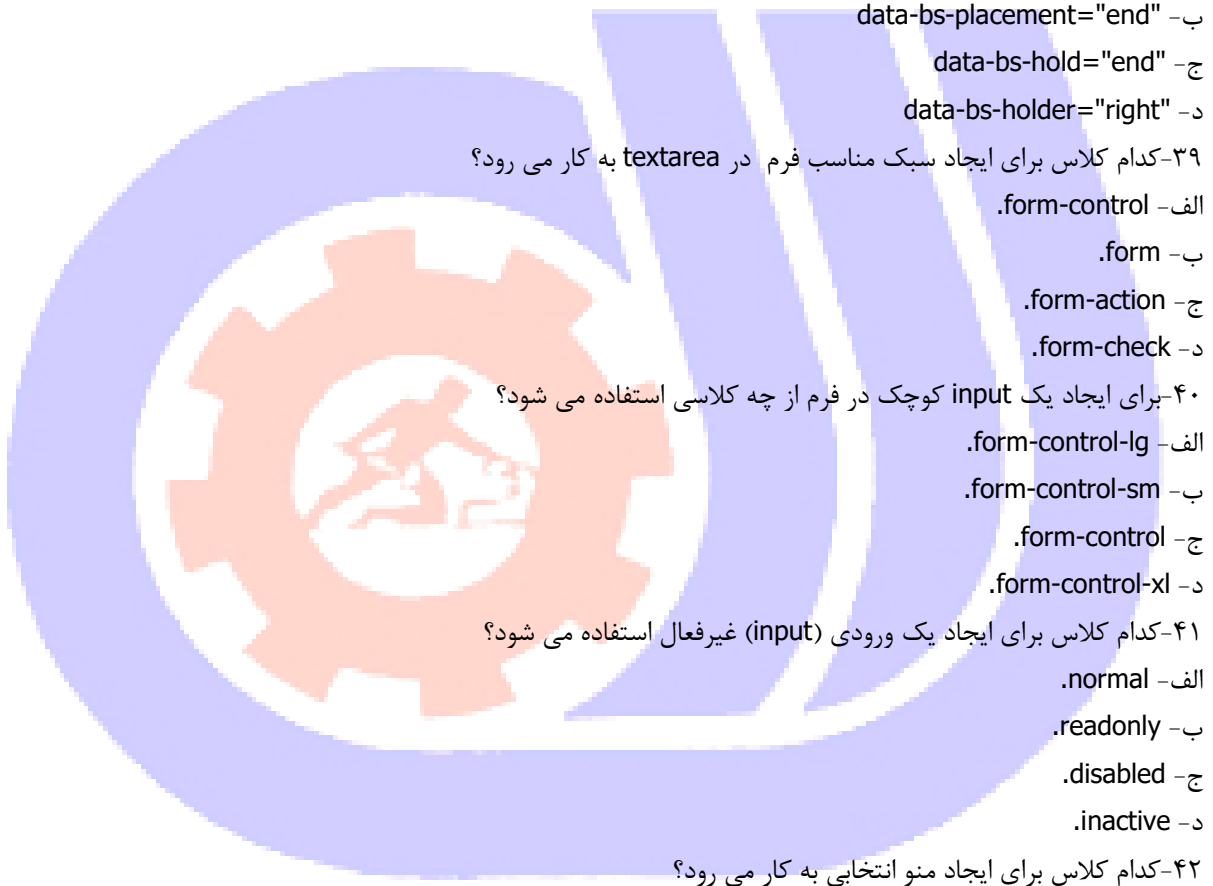 ب- data-bs-placement="end"
ج- data-bs-hold="end"
د- data-bs-holder="right"
۳۹-کدام کلاس برای ایجاد سبک مناسب فرم در textarea به کار می رود؟
الف- .form-control
ب- .form
ج- .form-action
د- .form-check
۴۰-برای ایجاد یک input کوچک در فرم از چه کلاسی استفاده می شود؟
الف- .form-control-lg
ب- .form-control-sm
ج- .form-control
د- .form-control-xl
۴۱-کدام کلاس برای ایجاد یک ورودی (input) غیرفعال استفاده می شود؟
الف- .normal
ب- .readonly
ج- .disabled
د- .inactive
۴۲-کدام کلاس برای ایجاد منو انتخابی به کار می رود؟